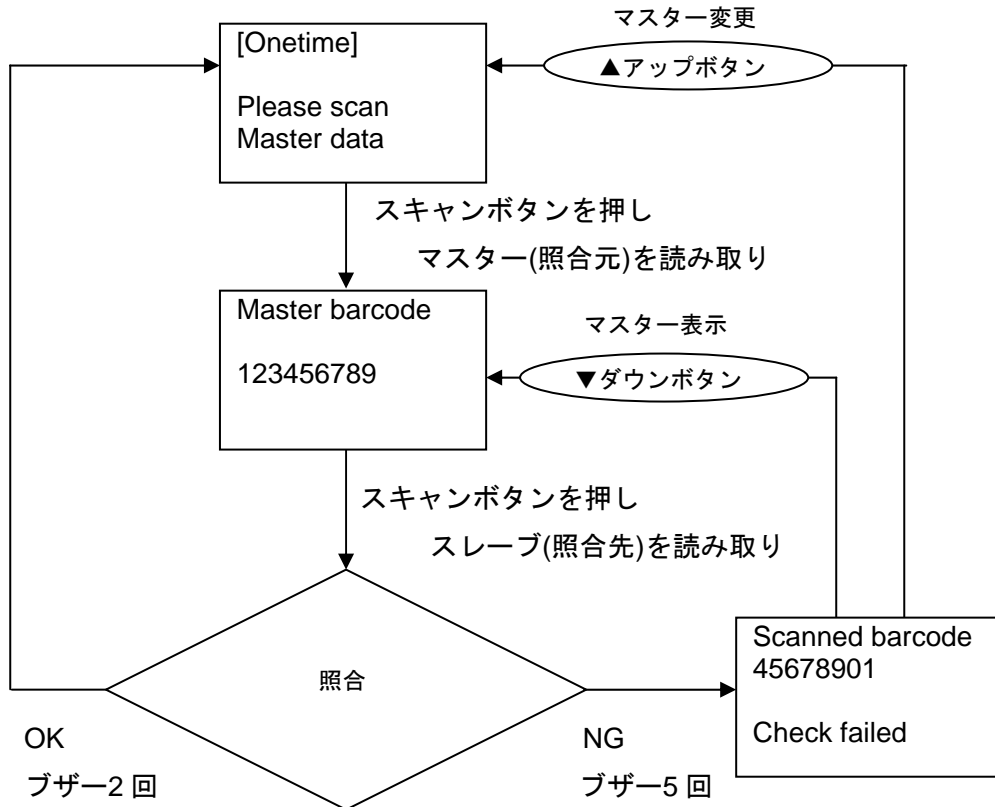 マスター変更
[Onetime]
▲アップボタン
Please scan
Master data
スキャンボタンを押し
マスター(照合元)を読み取り
Master barcode
123456789
マスター表示
▼ダウンボタン
スキャンボタンを押し
スレーブ(照合先)を読み取り
照合
Scanned barcode
45678901
Check failed
OK
ブザー2 回
NG
ブザー5 回